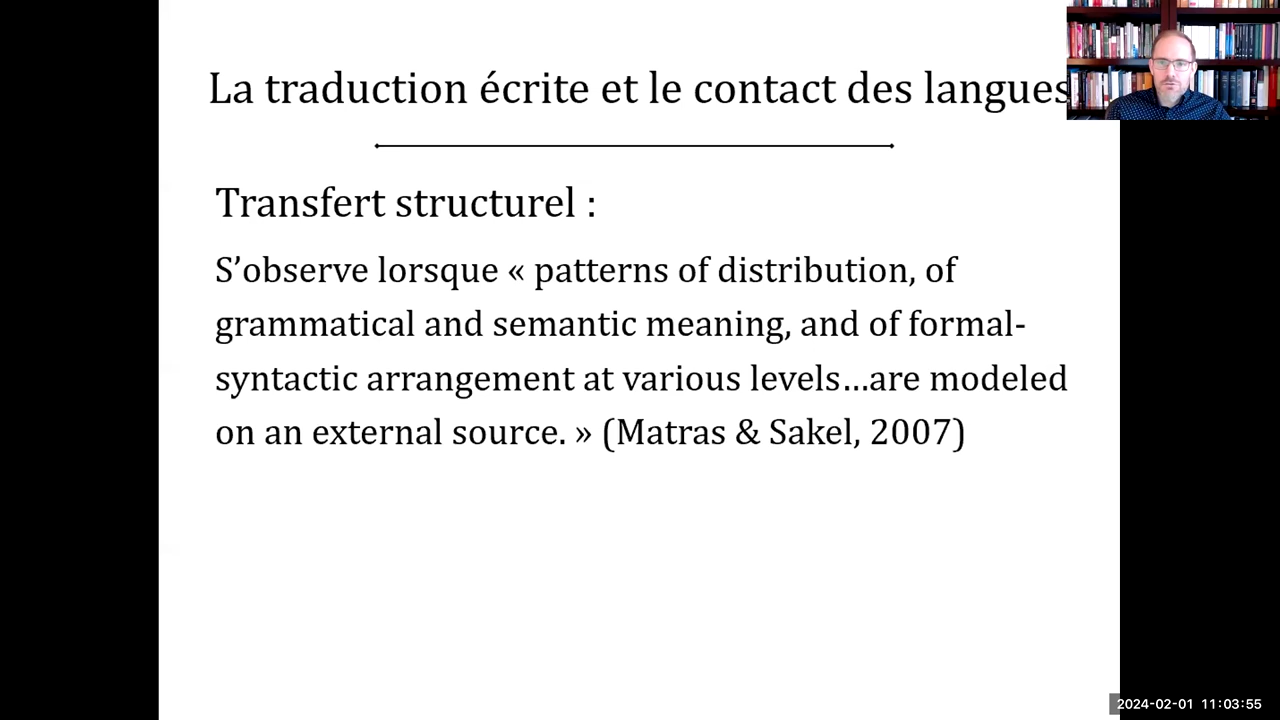 La traduction écrite et le contact des langues
Transfert structurel :
S’observe lorsque « patterns of distribution, of
grammatical and semantic meaning, and of formal-
syntactic arrangement at various levels…are modeled
on an external source. » (Matras & Sakel, 2007)
2024-02-01 11:03:55